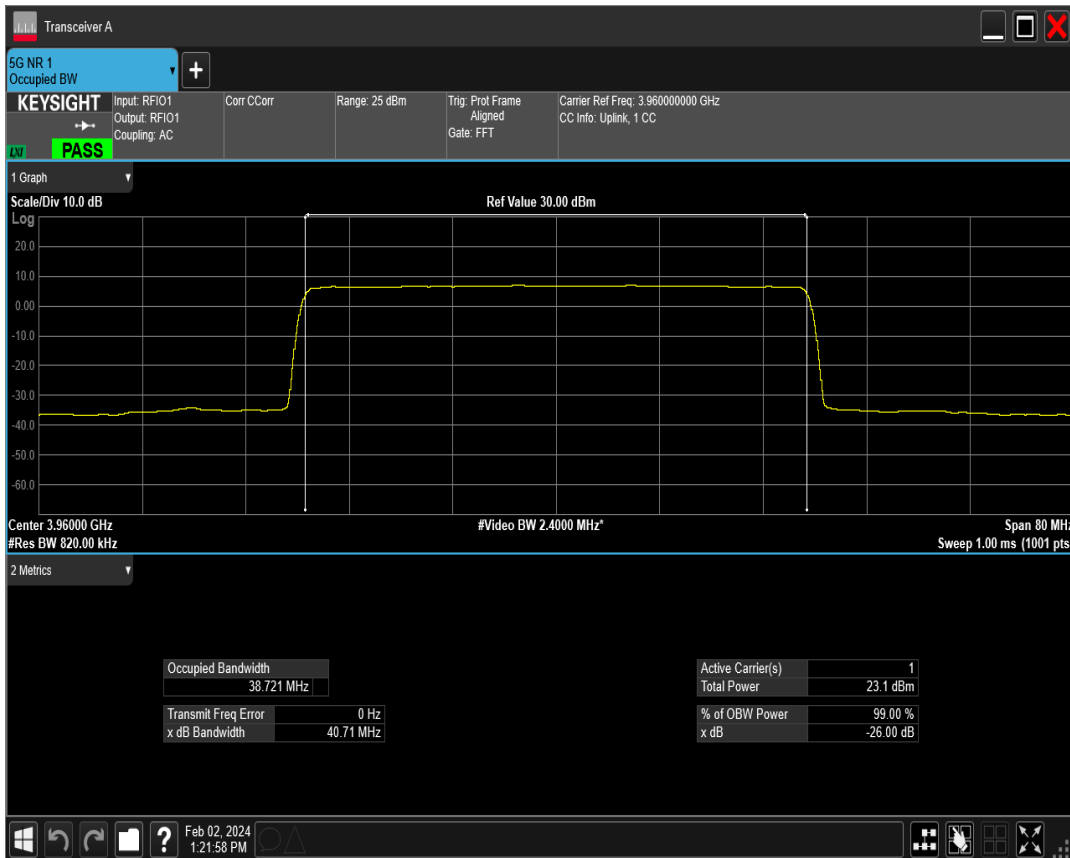 Transceiver A
5G NR 1
Occupied BW
+
KEYSIGHT
LXI
PASS
Input: RFIO1
Output: RFIO1
Coupling: AC
Corr CCorr
Range: 25 dBm
Trig: Prot Frame
Aligned
Gate: FFT
Carrier Ref Freq: 3.960000000 GHz
CC Info: Uplink, 1 CC
1 Graph
Scale/Div 10.0 dB
Ref Value 30.00 dBm
Log
20.0
10.0
0.00
-10.0
-20.0
-30.0
-40.0
-50.0
-60.0
Center 3.96000 GHz
#Video BW 2.4000 MHz*
Span 80 MHz
#Res BW 820.00 kHz
Sweep 1.00 ms (1001 pts
2 Metrics
Occupied Bandwidth
38.721 MHz
Transmit Freq Error 0 Hz
x dB Bandwidth 40.71 MHz
Active Carrier(s) 1
Total Power 23.1 dBm
% of OBW Power 99.00 %
x dB -26.00 dB
?
Feb 02, 2024
1:21:58 PM